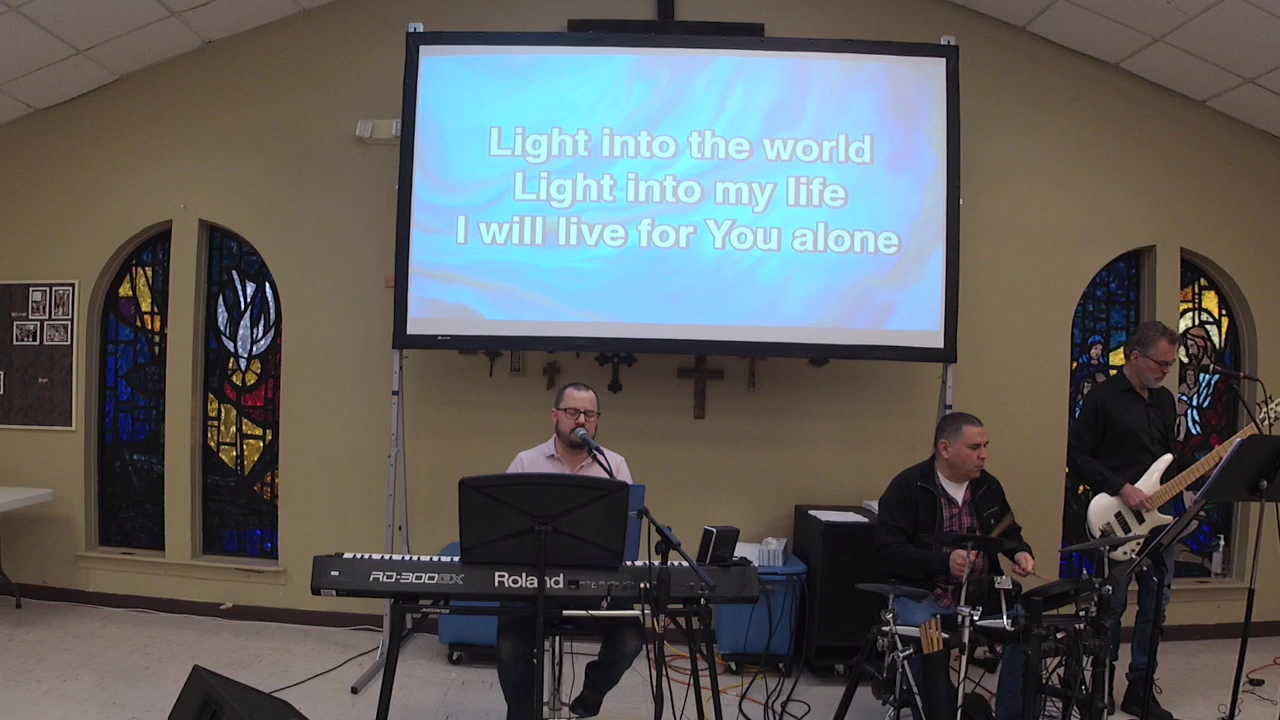 Light into the world
Light into my life
I will live for You alone
RD-300GX
Roland